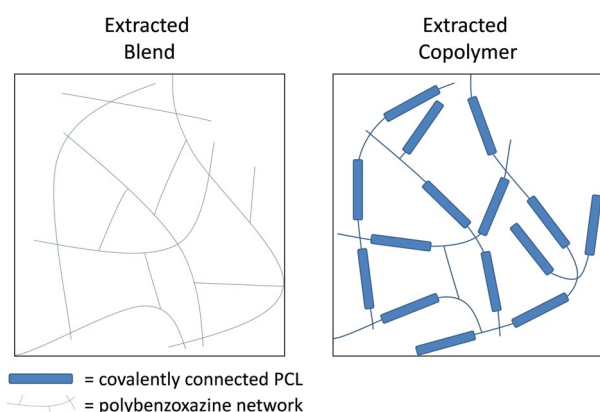 Extracted
Blend
Extracted
Copolymer
= covalently connected PCL
= polybenzoxazine network